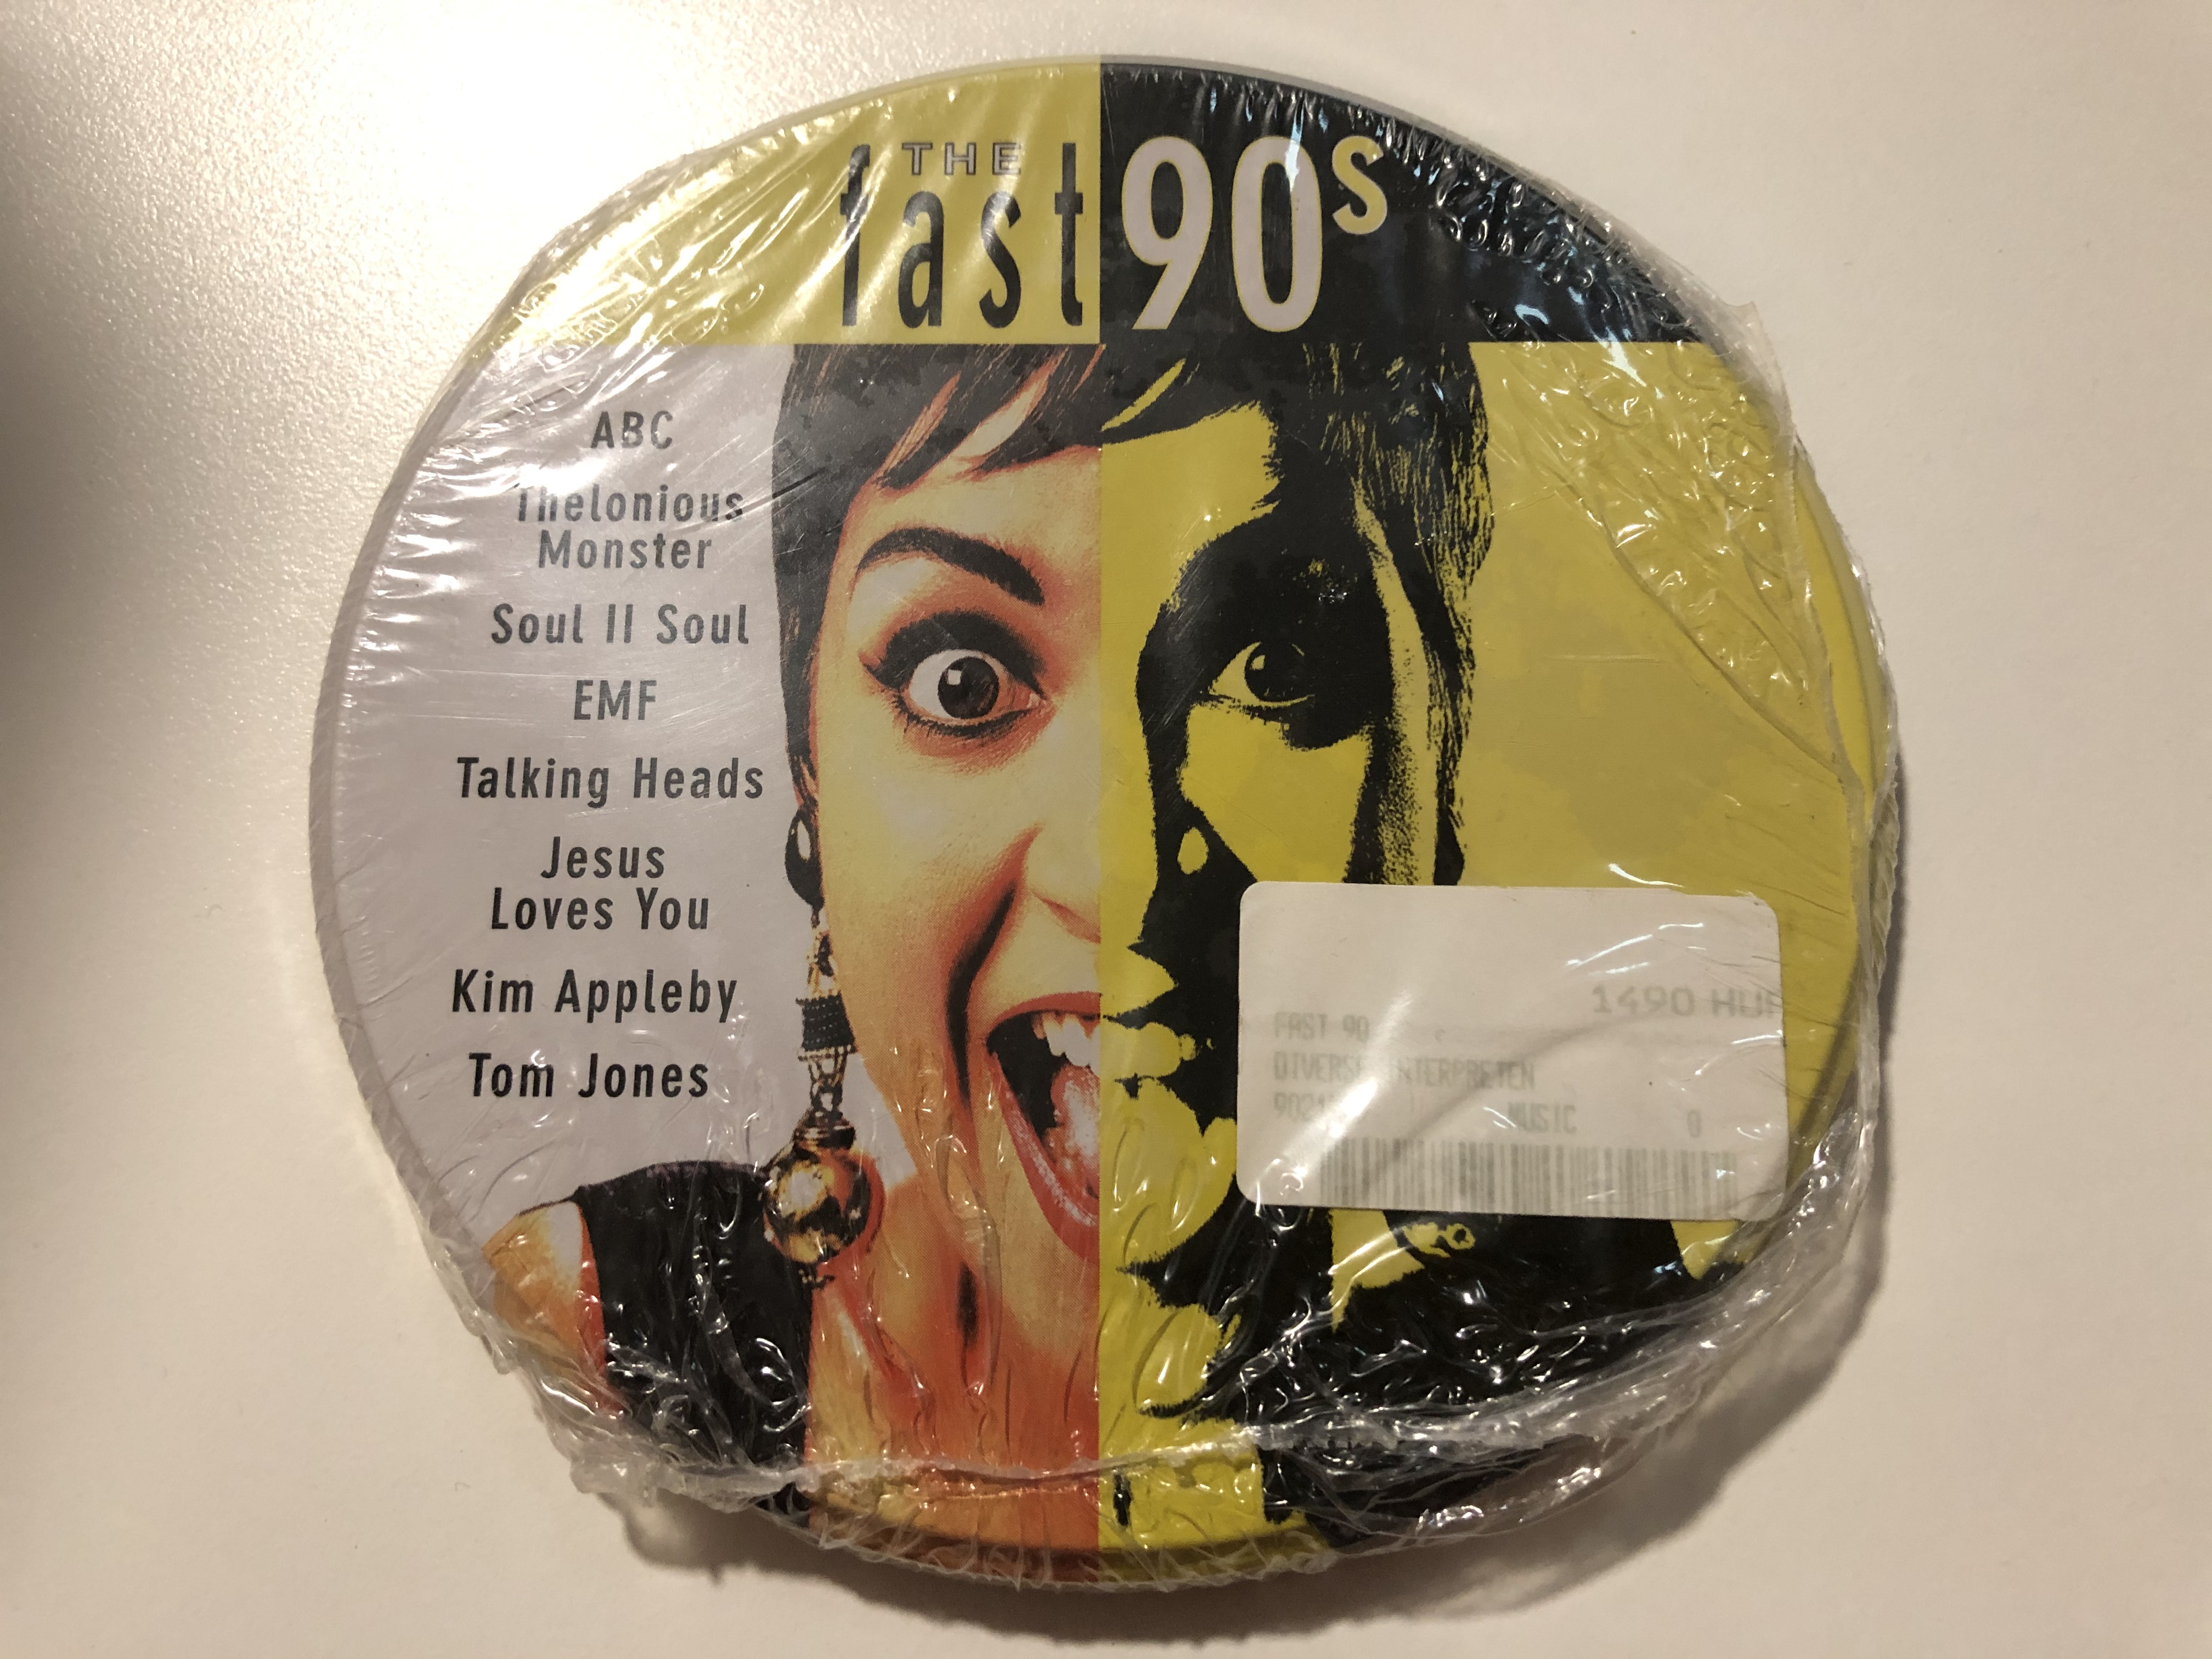 THE
fast 90s
ABC
Thelonious
Monster
Soul II Soul
EMF
Talking Heads
Jesus
Loves You
Kim Appleby
Tom Jones
1490 HUF
FAST 90
MUSIC 0